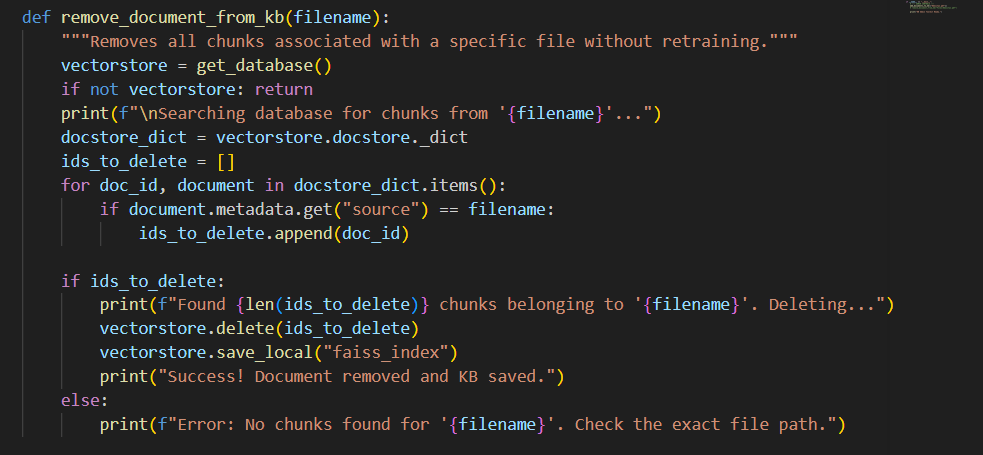 def remove_document_from_kb(filename):
    """Removes all chunks associated with a specific file without retraining."""
    vectorstore = get_database()
    if not vectorstore: return
    print(f"\nSearching database for chunks from '{filename}'...")
    docstore_dict = vectorstore.docstore._dict
    ids_to_delete = []
    for doc_id, document in docstore_dict.items():
        if document.metadata.get("source") == filename:
            ids_to_delete.append(doc_id)

    if ids_to_delete:
        print(f"Found {len(ids_to_delete)} chunks belonging to '{filename}'. Deleting...")
        vectorstore.delete(ids_to_delete)
        vectorstore.save_local("faiss_index")
        print("Success! Document removed and KB saved.")
    else:
        print(f"Error: No chunks found for '{filename}'. Check the exact file path.")